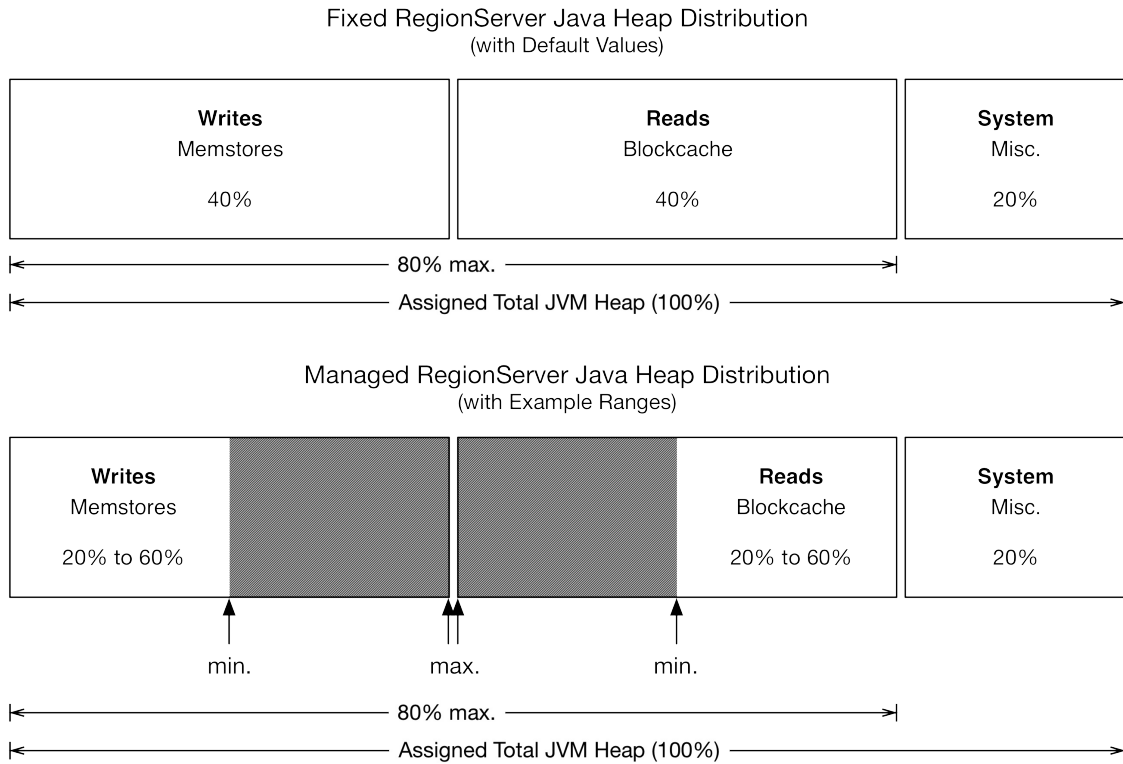 Fixed RegionServer Java Heap Distribution
(with Default Values)
Writes
Memstores
40%
Reads
Blockcache
40%
System
Misc.
20%
80% max.
Assigned Total JVM Heap (100%)
Managed RegionServer Java Heap Distribution
(with Example Ranges)
Writes
Memstores
20% to 60%
Reads
Blockcache
20% to 60%
System
Misc.
20%
min.
max.
min.
80% max.
Assigned Total JVM Heap (100%)